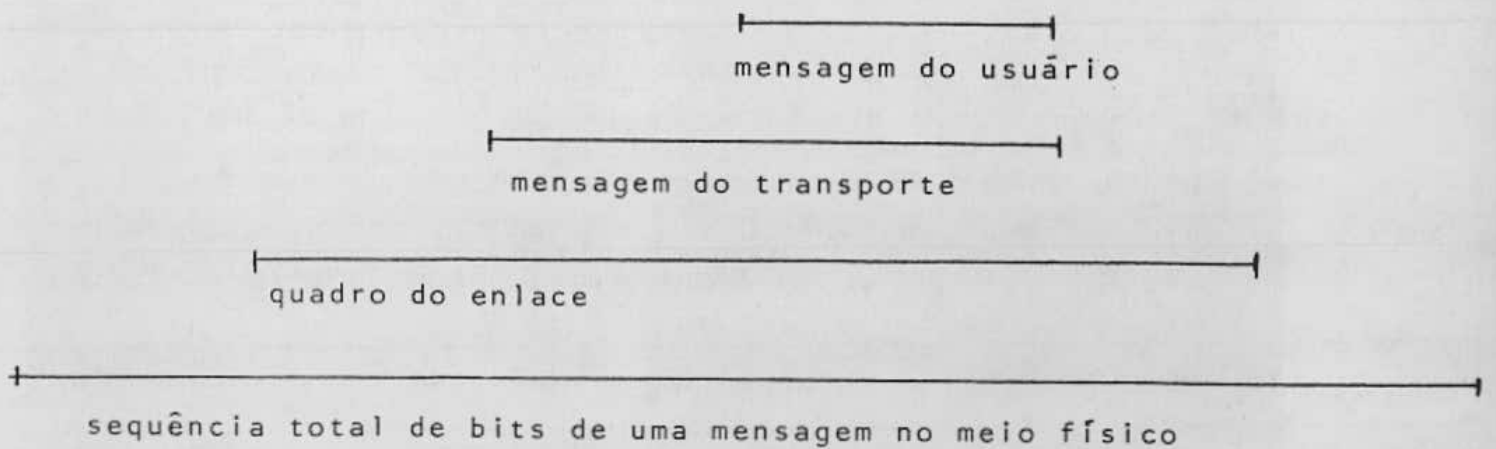 mensagem do usuário
mensagem do transporte
quadro do enlace
sequência total de bits de uma mensagem no meio físico